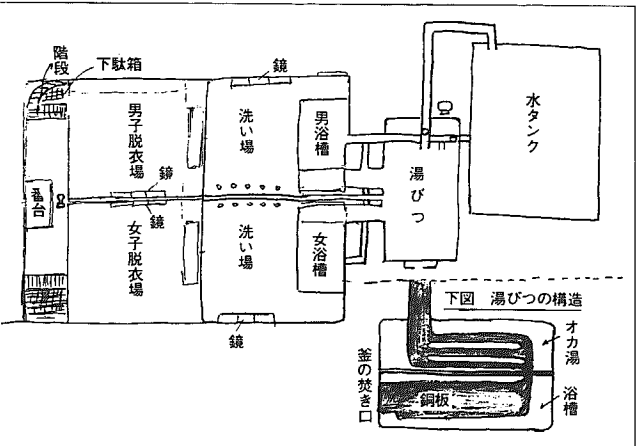 階段
下駄箱
鏡
男子脱衣場
洗い場
男浴槽
水タンク
湯びつ
番台
鏡
鏡
女子脱衣場
洗い場
女浴槽
鏡
下図 湯びつの構造
オカ湯
釜の焚き口
銅板
浴槽